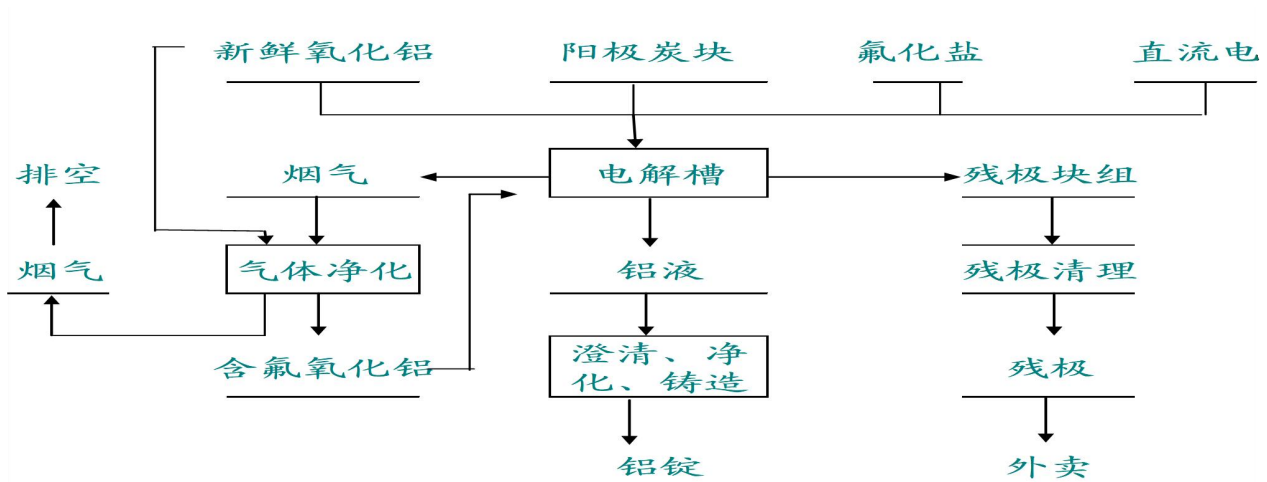 新鲜氧化铝
阳极炭块
氟化盐
直流电
排空
烟气
电解槽
残极块组
烟气
气体净化
铝液
残极清理
含氟氧化铝
澄清、净
化、铸造
残极
铝锭
外卖